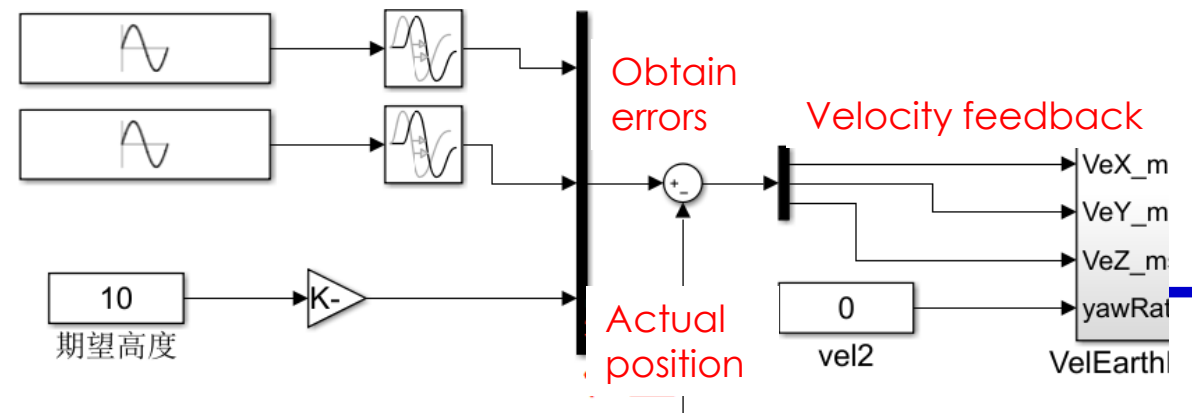 Obtain
errors
Velocity feedback
+
-
VeX_m
VeY_m
VeZ_m
10
K-
期望高度
Actual
position
0
vel2
yawRat
VelEarth